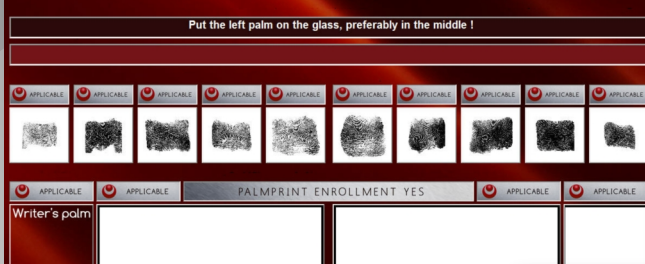 Put the left palm on the glass, preferably in the middle !
APPLICABLE APPLICABLE APPLICABLE APPLICABLE APPLICABLE APPLICABLE APPLICABLE APPLICABLE APPLICABLE APPLICABLE
APPLICABLE APPLICABLE PALMPRINT ENROLLMENT YES APPLICABLE APPLICABLE
Writer's palm